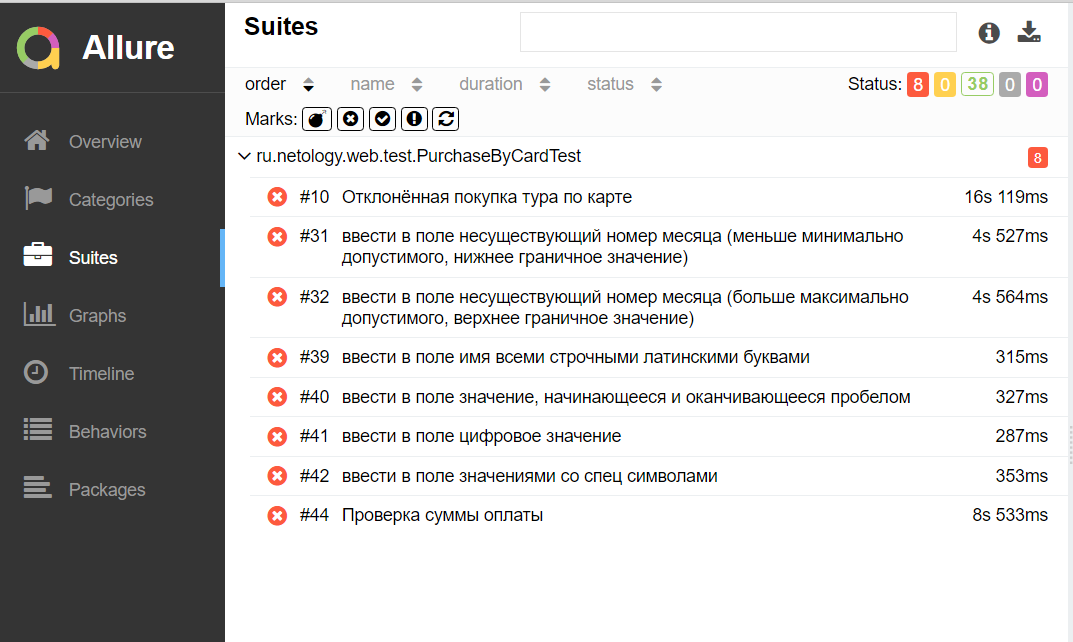 Allure
Overview
Categories
Suites
Graphs
Timeline
Behaviors
Packages
Suites
order name duration status Status: 8 0 38 0 0
Marks:
ru.netology.web.test.PurchaseByCardTest 8
#10 Отклонённая покупка тура по карте 16s 119ms
#31 ввести в поле несуществующий номер месяца (меньше минимально 4s 527ms
допустимого, нижнее граничное значение)
#32 ввести в поле несуществующий номер месяца (больше максимально 4s 564ms
допустимого, верхнее граничное значение)
#39 ввести в поле имя всеми строчными латинскими буквами 315ms
#40 ввести в поле значение, начинающееся и оканчивающееся пробелом 327ms
#41 ввести в поле цифровое значение 287ms
#42 ввести в поле значениями со спец символами 353ms
#44 Проверка суммы оплаты 8s 533ms